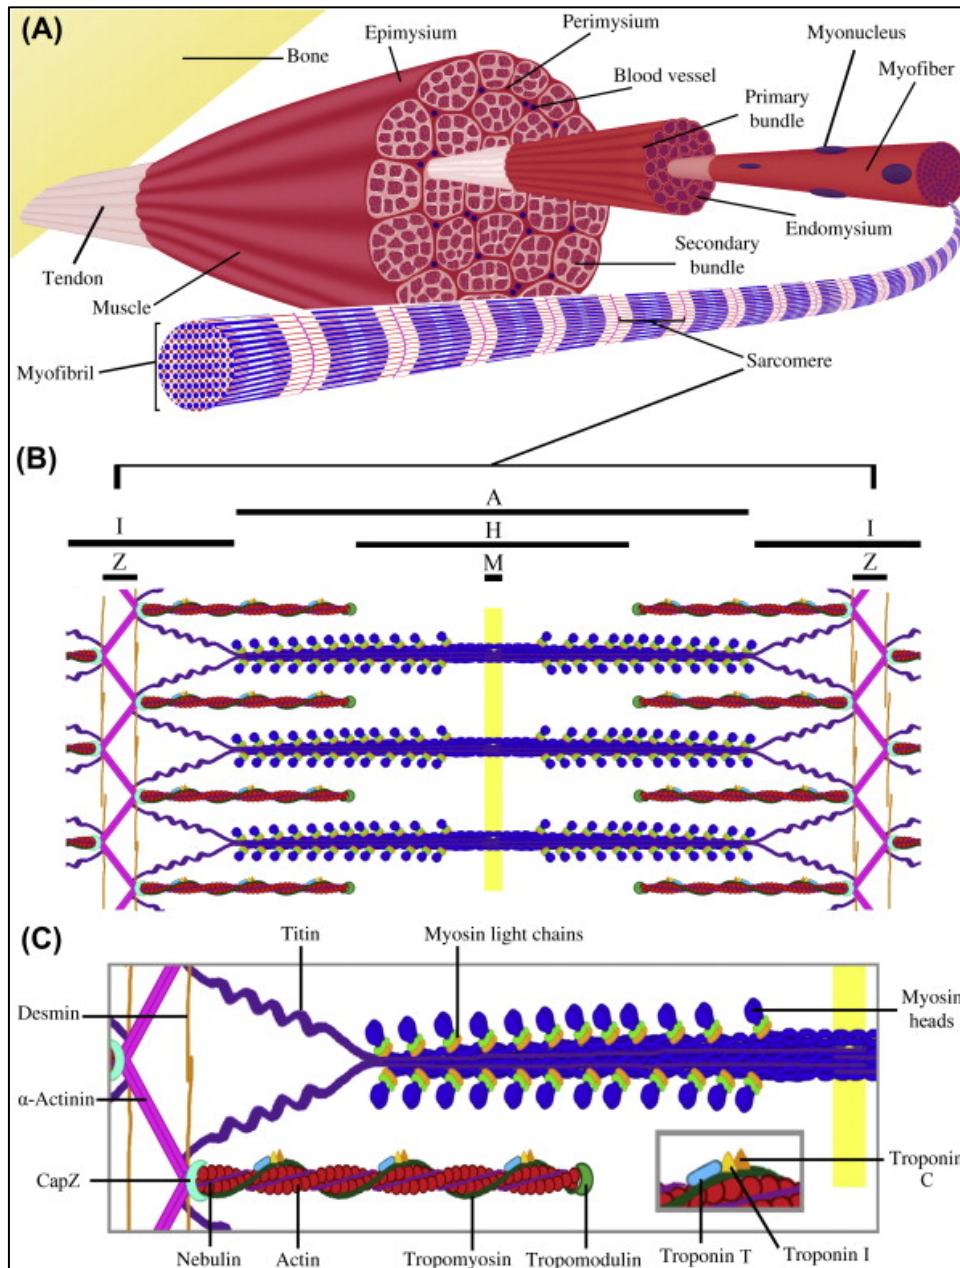 (A)
Bone
Epimysium
Perimysium
Blood vessel
Myonucleus
Myofiber
Primary
bundle
Endomysium
Secondary
bundle
Tendon
Muscle
Myofibril
Sarcomere
(B)
A
I
H
I
Z
M
Z
(C)
Titin
Myosin light chains
Myosin
heads
Desmin
α-Actinin
CapZ
Troponin
C
Nebulin
Actin
Tropomyosin
Tropomodulin
Troponin T
Troponin I